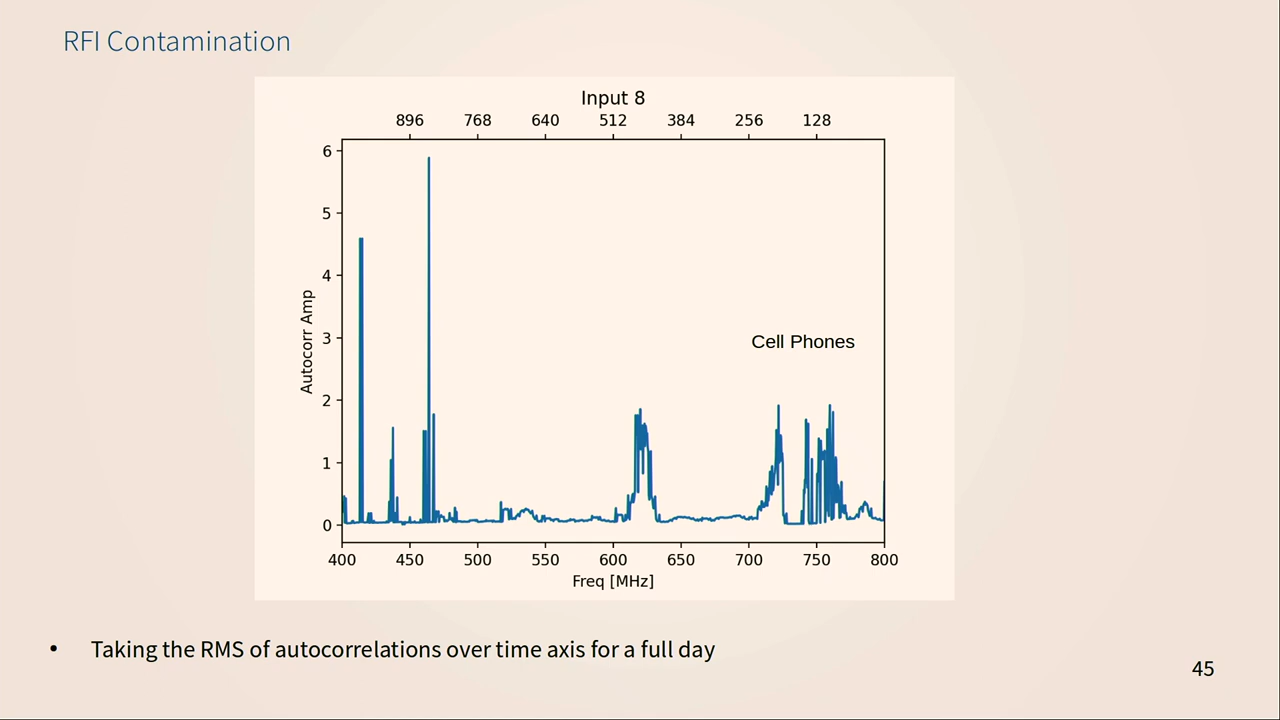 RFI Contamination
Input 8
896 768 640 512 384 256 128
6
5
4
3
2
1
0
Autocorr Amp
Cell Phones
400 450 500 550 600 650 700 750 800
Freq [MHz]
• Taking the RMS of autocorrelations over time axis for a full day
45